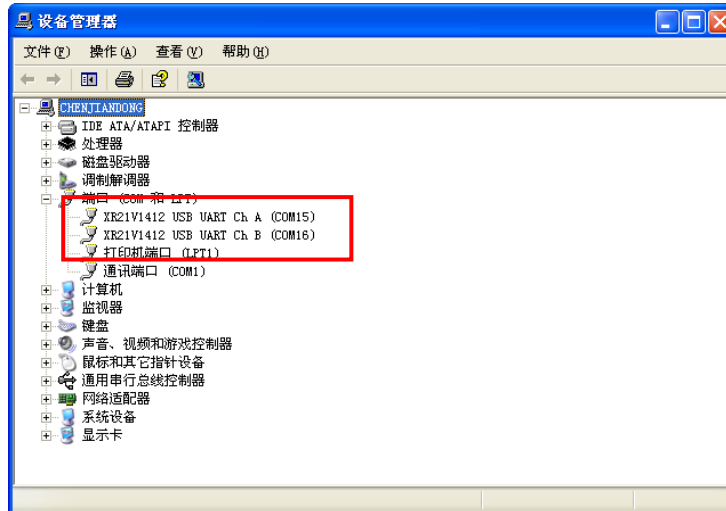 设备管理器
文件(F) 操作(A) 查看(V) 帮助(H)
CHENJIANDONG
IDE ATA/ATAPI 控制器
处理器
磁盘驱动器
调制解调器
端口 (COM 和 LPT)
XR21V1412 USB UART Ch A (COM15)
XR21V1412 USB UART Ch B (COM16)
打印机端口 (LPT1)
通讯端口 (COM1)
计算机
监视器
键盘
声音、视频和游戏控制器
鼠标和其它指针设备
通用串行总线控制器
网络适配器
系统设备
显示卡